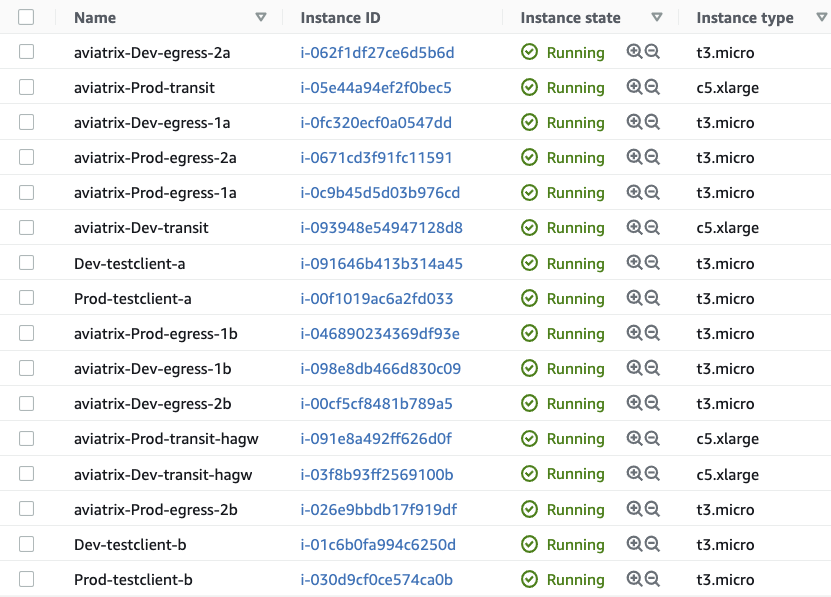 Name Instance ID Instance state Instance type
aviatrix-Dev-egress-2a i-062f1df27ce6d5b6d Running t3.micro
aviatrix-Prod-transit i-05e44a94ef2f0bec5 Running c5.xlarge
aviatrix-Dev-egress-1a i-0fc320ecf0a0547dd Running t3.micro
aviatrix-Prod-egress-2a i-0671cd3f91fc11591 Running t3.micro
aviatrix-Prod-egress-1a i-0c9b45d5d03b976cd Running t3.micro
aviatrix-Dev-transit i-093948e54947128d8 Running c5.xlarge
Dev-testclient-a i-091646b413b314a45 Running t3.micro
Prod-testclient-a i-00f1019ac6a2fd033 Running t3.micro
aviatrix-Prod-egress-1b i-046890234369df93e Running t3.micro
aviatrix-Dev-egress-1b i-098e8db466d830c09 Running t3.micro
aviatrix-Dev-egress-2b i-00cf5cf8481b789a5 Running t3.micro
aviatrix-Prod-transit-hagw i-091e8a492ff626d0f Running c5.xlarge
aviatrix-Dev-transit-hagw i-03f8b93ff2569100b Running c5.xlarge
aviatrix-Prod-egress-2b i-026e9bbdb17f919df Running t3.micro
Dev-testclient-b i-01c6b0fa994c6250d Running t3.micro
Prod-testclient-b i-030d9cf0ce574ca0b Running t3.micro